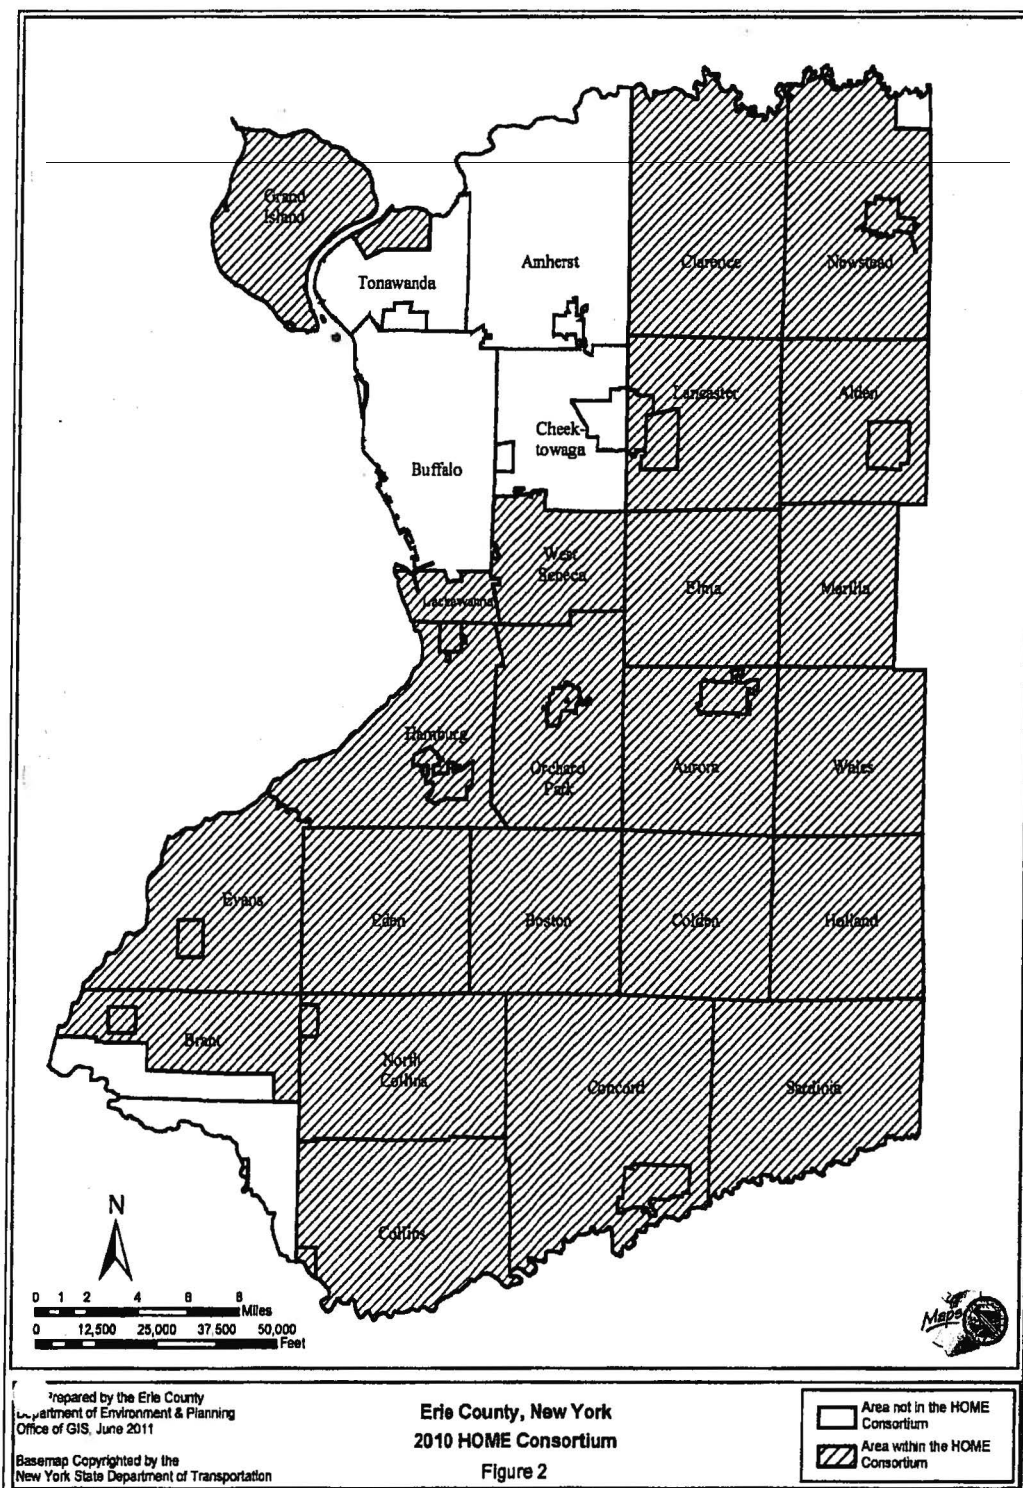 Grand
Island
Tonawanda
Amherst
Clarence
Newstead
Lancaster
Alden
Cheek-
towaga
Buffalo
West
Seneca
Elma
Marilla
Lackawanna
Hamburg
Orchard
Park
Aurora
Wales
Evans
Eden
Boston
Colden
Holland
Brant
North
Collins
Concord
Sardinia
Collins
N
0 1 2 4 6 8
Miles
0 12,500 25,000 37,500 50,000
Feet
Maps
Prepared by the Erie County
Department of Environment & Planning
Office of GIS, June 2011
Basemap Copyrighted by the
New York State Department of Transportation
Erie County, New York
2010 HOME Consortium
Figure 2
Area not in the HOME
Consortium
Area within the HOME
Consortium